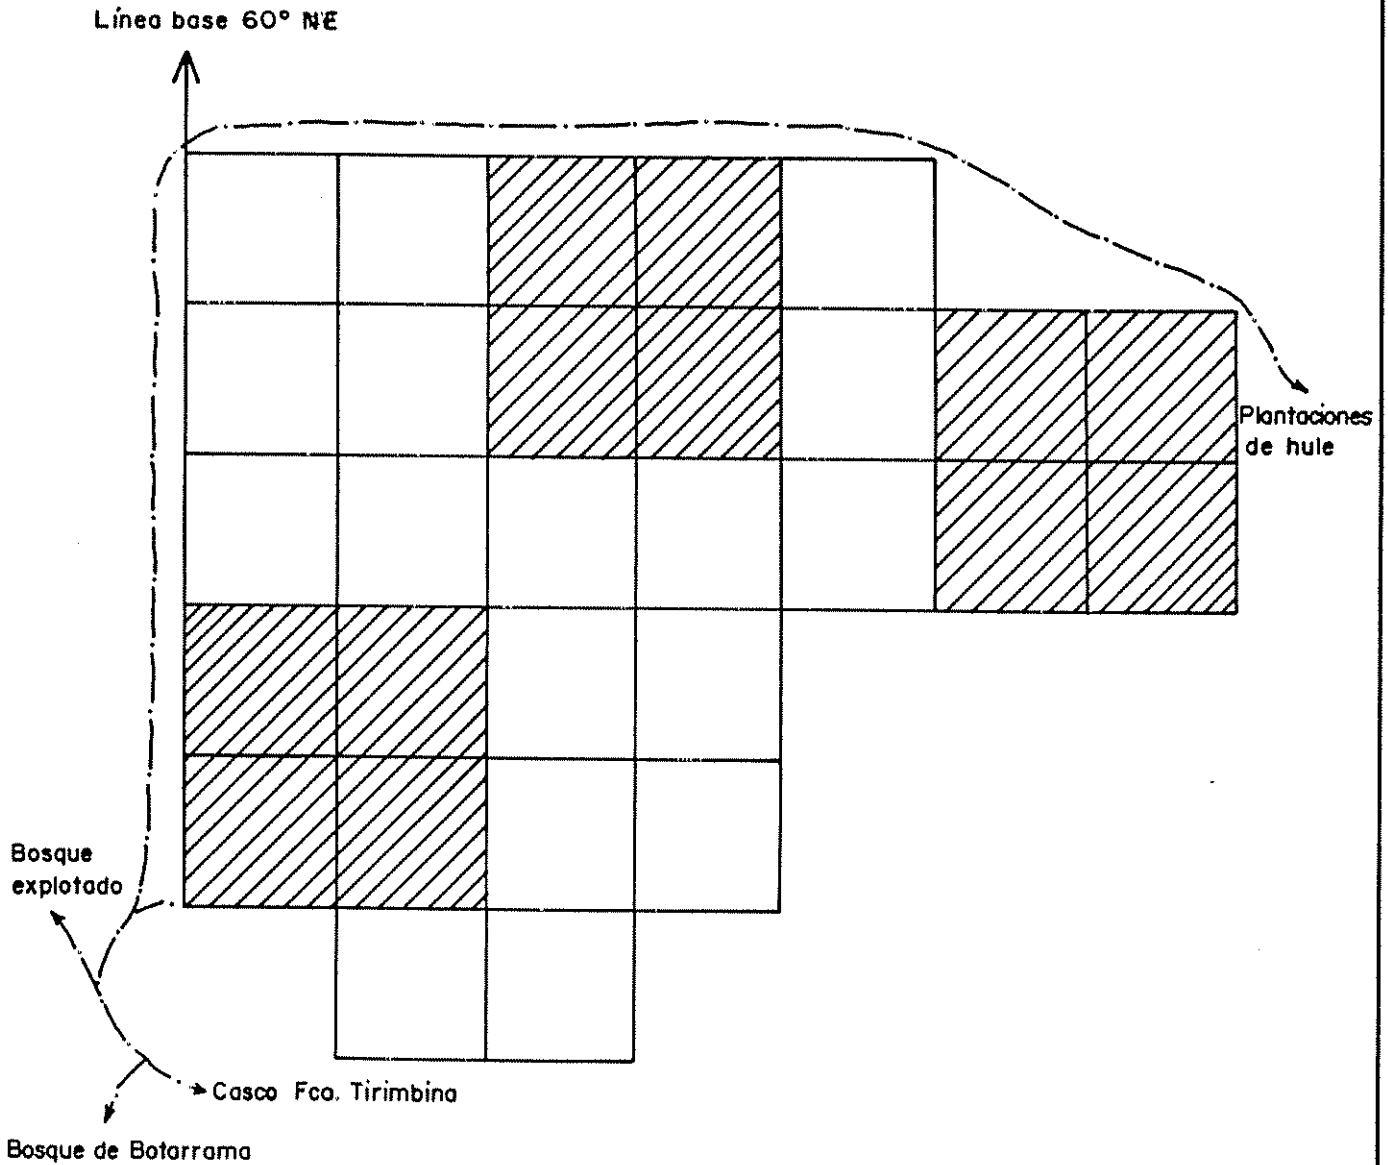 Línea base 60° NE
Plantaciones
de hule
Bosque
explotado
Casco Fca. Tirimbina
Bosque de Botarrama